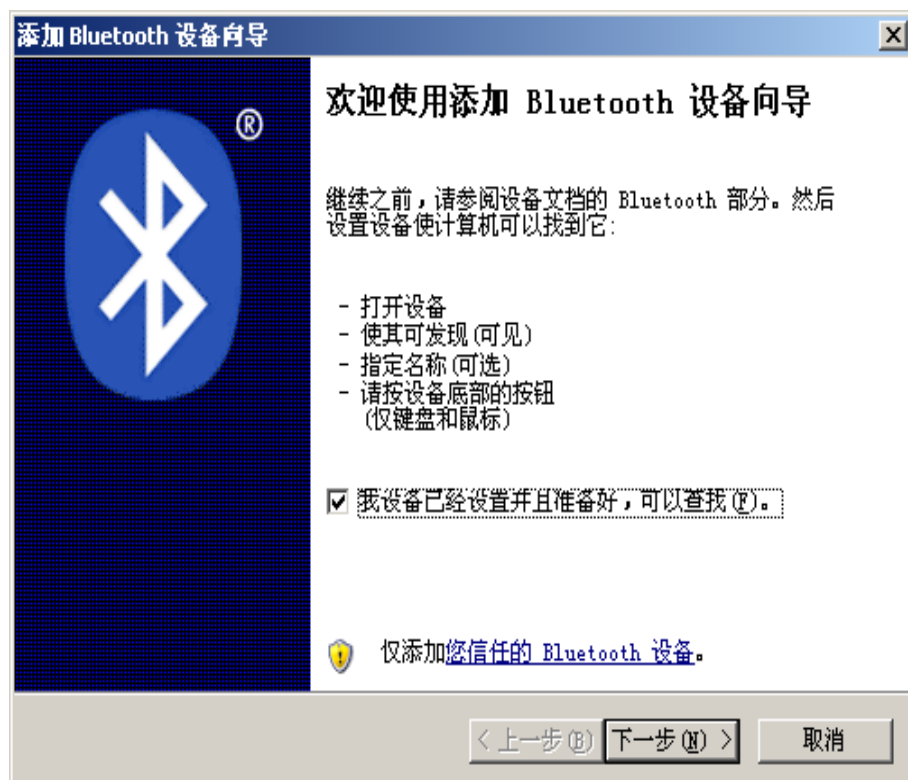 添加 Bluetooth 设备向导
®
欢迎使用添加 Bluetooth 设备向导
继续之前，请参阅设备文档的 Bluetooth 部分。然后
设置设备使计算机可以找到它:
- 打开设备
- 使其可发现(可见)
- 指定名称(可选)
- 请按设备底部的按钮
(仅键盘和鼠标)
我设备已经设置并且准备好，可以查找(F)。
仅添加您信任的 Bluetooth 设备。
< 上一步(B) 下一步(N) > 取消